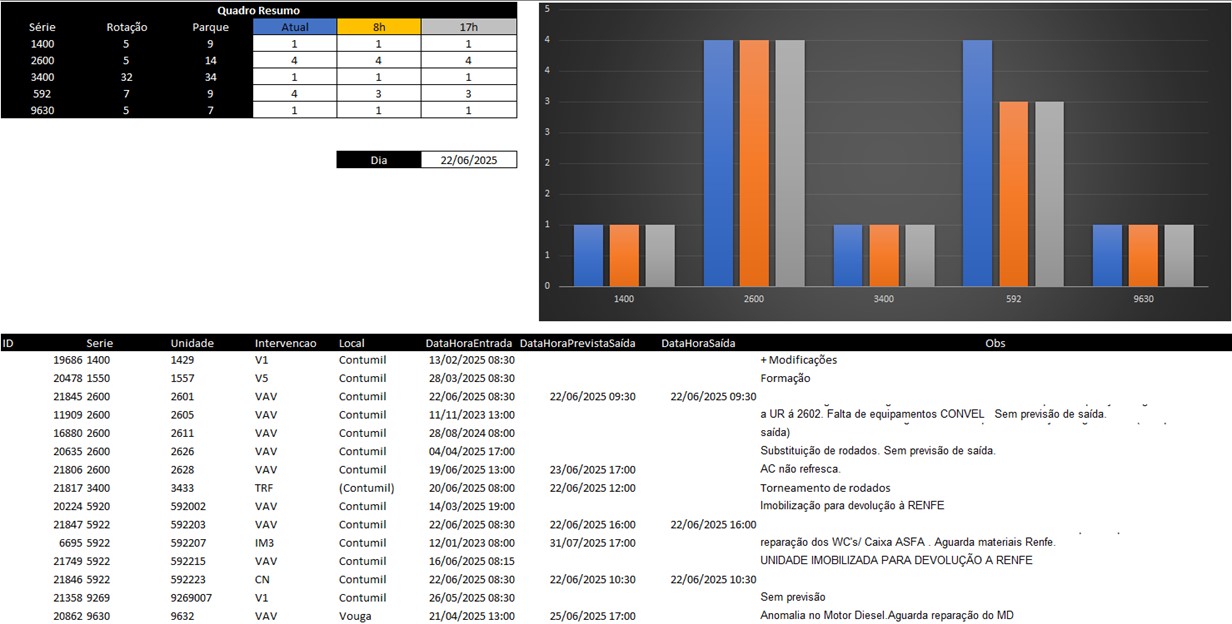 Quadro Resumo
Série Rotação Parque Atual 8h 17h
1400 5 9 1 1 1
2600 5 14 4 4 4
3400 32 34 1 1 1
592 7 9 4 3 3
9630 5 7 1 1 1
Dia 22/06/2025
5
4
4
3
3
2
2
1
1
0
1400 2600 3400 592 9630
ID Serie Unidade Intervencao Local DataHoraEntrada DataHoraPrevistaSaída DataHoraSaída Obs
19686 1400 1429 V1 Contumil 13/02/2025 08:30 + Modificações
20478 1550 1557 V5 Contumil 28/03/2025 08:30 Formação
21845 2600 2601 VAV Contumil 22/06/2025 08:30 22/06/2025 09:30 22/06/2025 09:30
11909 2600 2605 VAV Contumil 11/11/2023 13:00 a UR á 2602. Falta de equipamentos CONVEL Sem previsão de saída.
16880 2600 2611 VAV Contumil 28/08/2024 08:00 saída)
20635 2600 2626 VAV Contumil 04/04/2025 17:00 Substituição de rodados. Sem previsão de saída.
21806 2600 2628 VAV Contumil 19/06/2025 13:00 23/06/2025 17:00 AC não refresca.
21817 3400 3433 TRF (Contumil) 20/06/2025 08:00 22/06/2025 12:00 Torneamento de rodados
20224 5920 592002 VAV Contumil 14/03/2025 19:00 Imobilização para devolução à RENFE
21847 5922 592203 VAV Contumil 22/06/2025 08:30 22/06/2025 16:00 22/06/2025 16:00
6695 5922 592207 IM3 Contumil 12/01/2023 08:00 31/07/2025 17:00 reparação dos WC's/ Caixa ASFA . Aguarda materiais Renfe.
21749 5922 592215 VAV Contumil 16/06/2025 08:15 UNIDADE IMOBILIZADA PARA DEVOLUÇÃO A RENFE
21846 5922 592223 CN Contumil 22/06/2025 08:30 22/06/2025 10:30 22/06/2025 10:30
21358 9269 9269007 V1 Contumil 26/05/2025 08:30 Sem previsão
20862 9630 9632 VAV Vouga 21/04/2025 13:00 25/06/2025 17:00 Anomalia no Motor Diesel.Aguarda reparação do MD